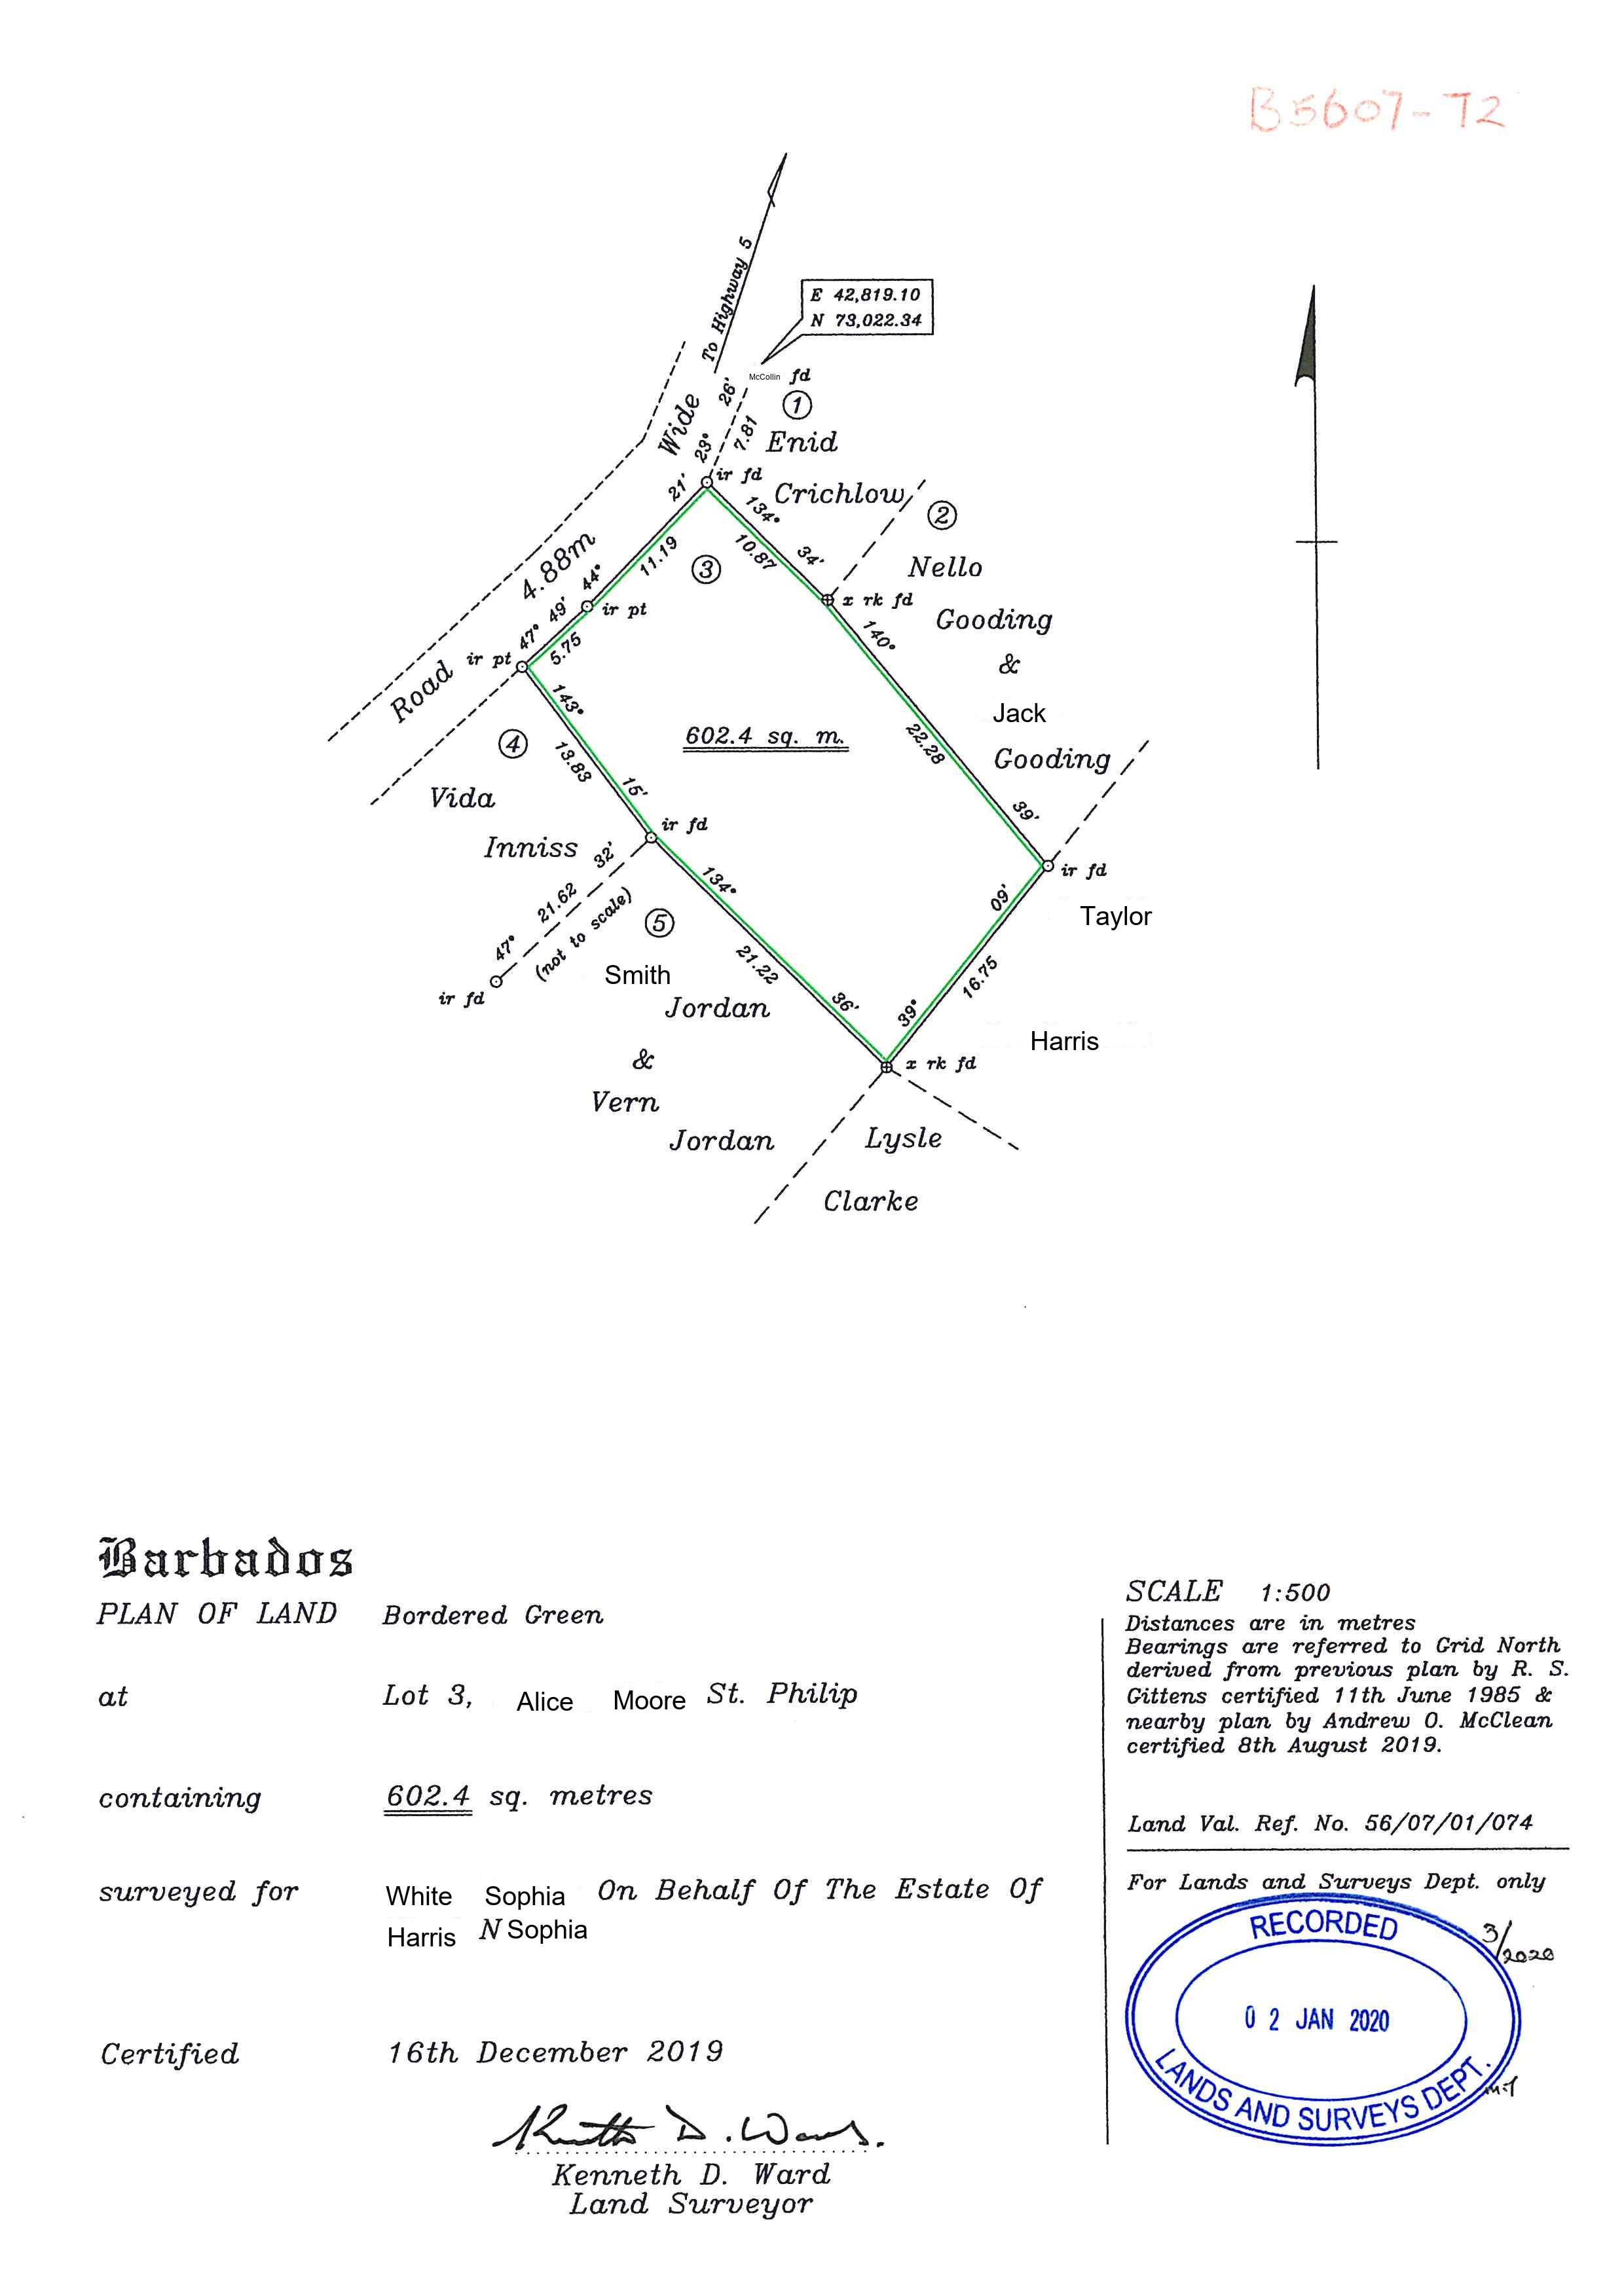 B5607-T2
To Highway 5
E 42,819.10
N 73,022.34
McCollin fd
1
Enid
Crichlow
Wide
23° 26'
7.81
ir fd
44° 21'
11.19
134° 34'
10.87
2
Nello
Gooding
&
Jack
Gooding
3
4.88m
Road
47° 49'
5.75
ir pt
ir pt
x rk fd
140° 39'
22.28
602.4 sq. m.
143° 15'
13.83
4
Vida
Inniss
ir fd
47° 32'
21.62
(not to scale)
ir fd
5
Smith
Jordan
&
Vern
Jordan
134° 36'
21.22
ir fd
Taylor
39° 09'
16.75
Harris
x rk fd
Lysle
Clarke
Barbados
PLAN OF LAND Bordered Green
at Lot 3, Alice Moore St. Philip
containing 602.4 sq. metres
surveyed for White Sophia On Behalf Of The Estate Of
Harris N Sophia
Certified 16th December 2019
Kenneth D. Ward.
Kenneth D. Ward
Land Surveyor
SCALE 1:500
Distances are in metres
Bearings are referred to Grid North
derived from previous plan by R. S.
Gittens certified 11th June 1985 &
nearby plan by Andrew O. McClean
certified 8th August 2019.
Land Val. Ref. No. 56/07/01/074
For Lands and Surveys Dept. only
RECORDED
3/2020
02 JAN 2020
LANDS AND SURVEYS DEPT.